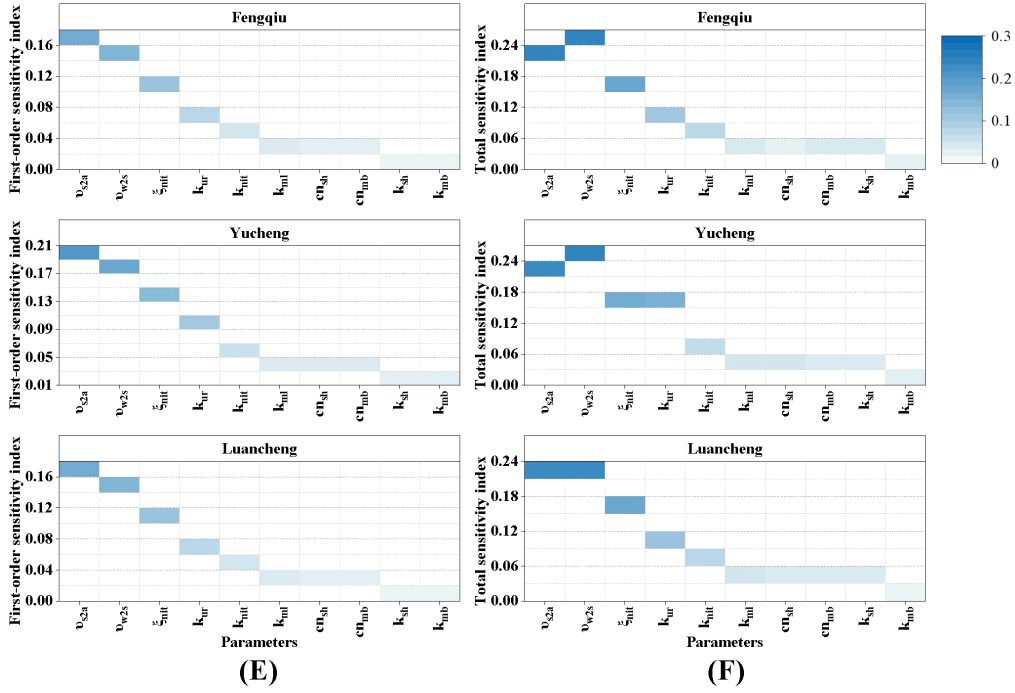 Fengqiu
First-order sensitivity index
0.16
0.12
0.08
0.04
0.00
υs2a υw2s ξnit kur knit kml cnsh cnmb ksh kmb
Fengqiu
Total sensitivity index
0.24
0.18
0.12
0.06
0.00
υs2a υw2s ξnit kur knit kml cnsh cnmb ksh kmb
0.3
0.2
0.1
0
Yucheng
First-order sensitivity index
0.21
0.17
0.13
0.09
0.05
0.01
υs2a υw2s ξnit kur knit kml cnsh cnmb ksh kmb
Yucheng
Total sensitivity index
0.24
0.18
0.12
0.06
0.00
υs2a υw2s ξnit kur knit kml cnsh cnmb ksh kmb
Luancheng
First-order sensitivity index
0.16
0.12
0.08
0.04
0.00
υs2a υw2s ξnit kur knit kml cnsh cnmb ksh kmb
Parameters
(E)
Luancheng
Total sensitivity index
0.24
0.18
0.12
0.06
0.00
υs2a υw2s ξnit kur knit kml cnsh cnmb ksh kmb
Parameters
(F)